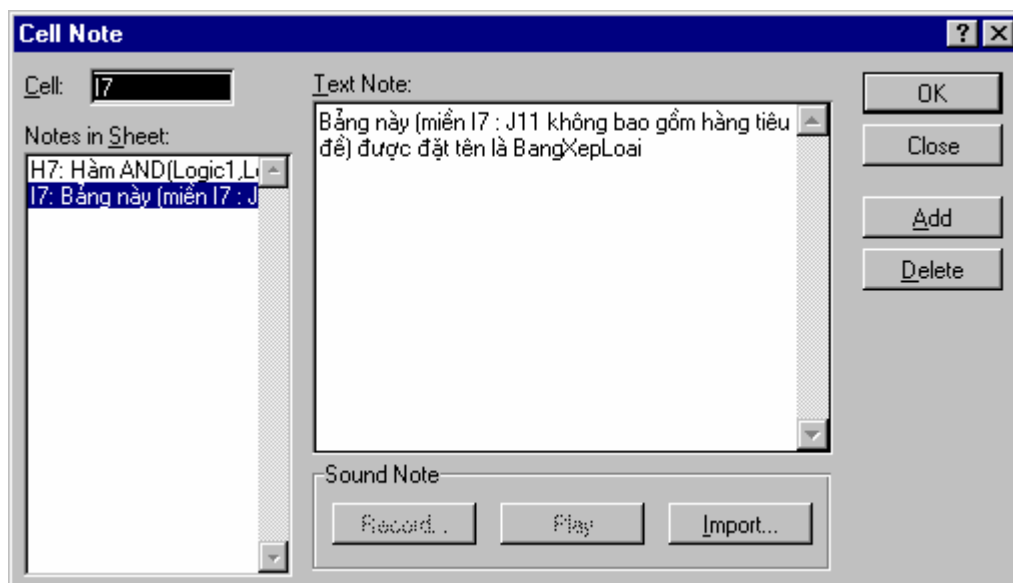 Cell Note
Cell: I7
Notes in Sheet:
H7: Hàm AND(Logic1,L
I7: Bảng này (miền I7 : J
Text Note:
Bảng này (miền I7 : J11 không bao gồm hàng tiêu
đề) được đặt tên là BangXepLoai
Sound Note
Record...
Play
Import...
OK
Close
Add
Delete